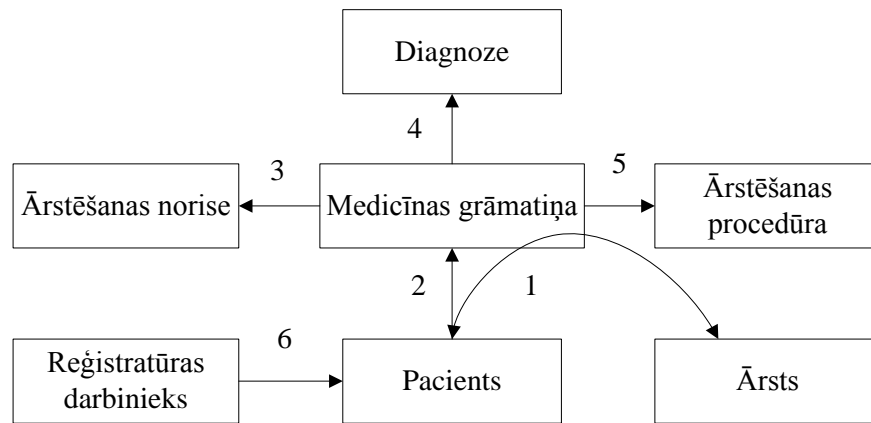 Diagnoze
4
3
5
Ārstēšanas norise
Medicīnas grāmatiņa
Ārstēšanas
procedūra
2
1
6
Reģistratūras
darbinieks
Pacients
Ārsts